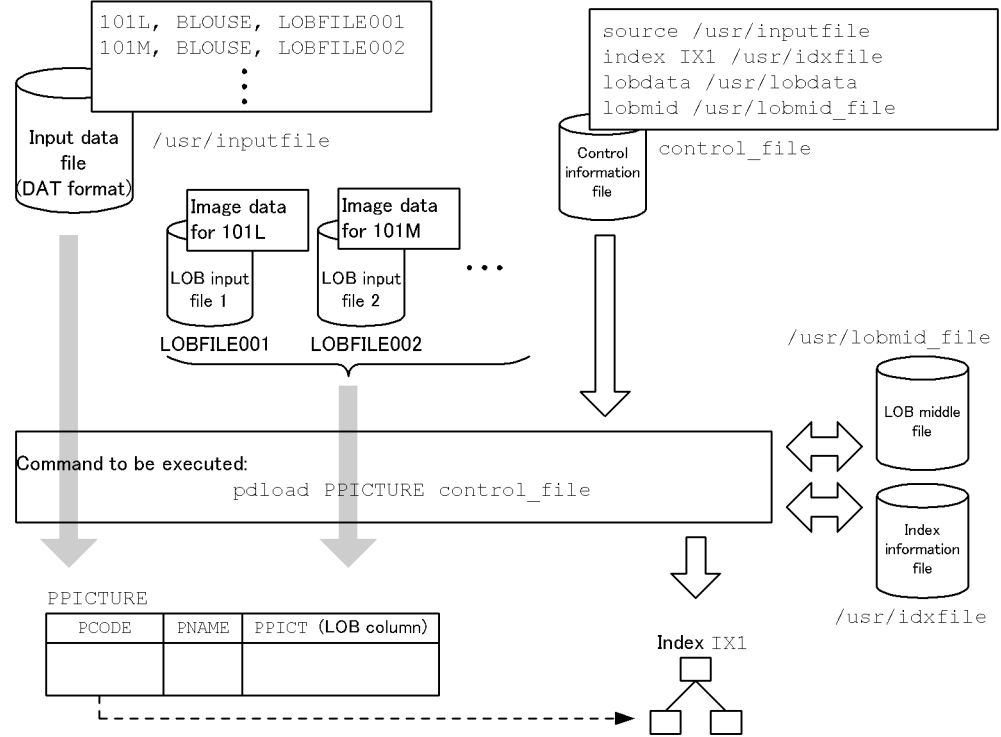 101L, BLOUSE, LOBFILE001
101M, BLOUSE, LOBFILE002
Input data
file
(DAT format)
/usr/inputfile
source /usr/inputfile
index IX1 /usr/idxfile
lobdata /usr/lobdata
lobmid /usr/lobmid_file
Control
information
file
control_file
Image data
for 101L
LOB input
file 1
LOBFILE001
Image data
for 101M
LOB input
file 2
LOBFILE002
/usr/lobmid_file
LOB middle
file
Command to be executed:
pdload PPICTURE control_file
Index
information
file
/usr/idxfile
PPICTURE
PCODE PNAME PPICT (LOB column)
Index IX1